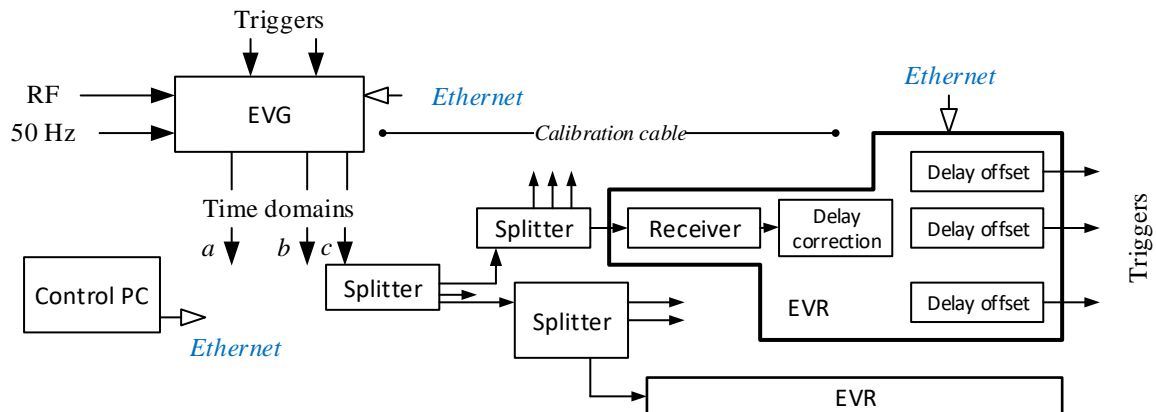 Triggers
RF
50 Hz
EVG
Ethernet
Ethernet
Calibration cable
Time domains
a b c
Splitter
Receiver
Delay
correction
Delay offset
Delay offset
Delay offset
Triggers
Control PC
Ethernet
Splitter
Splitter
EVR
EVR